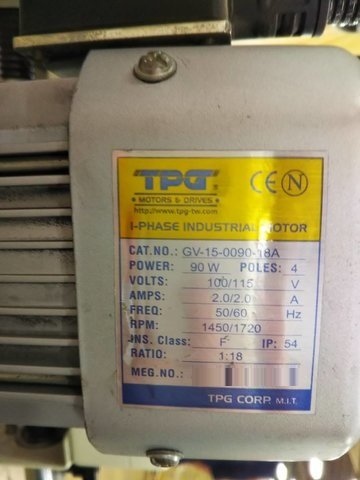 TPG®
• MOTORS & DRIVES •
http://www.tpg-tw.com
CE N
1-PHASE INDUSTRIAL MOTOR
CAT.NO.: GV-15-0090-18A
POWER: 90 W POLES: 4
VOLTS: 100/115 V
AMPS: 2.0/2.0 A
FREQ: 50/60 Hz
RPM: 1450/1720
INS. Class: F IP: 54
RATIO: 1:18
MEG.NO.:
TPG CORP. M.I.T.